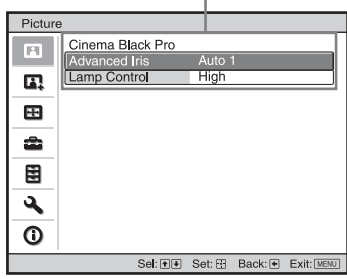 Picture
Cinema Black Pro
Advanced Iris Auto 1
Lamp Control High
Sel: Set: Back: Exit: MENU